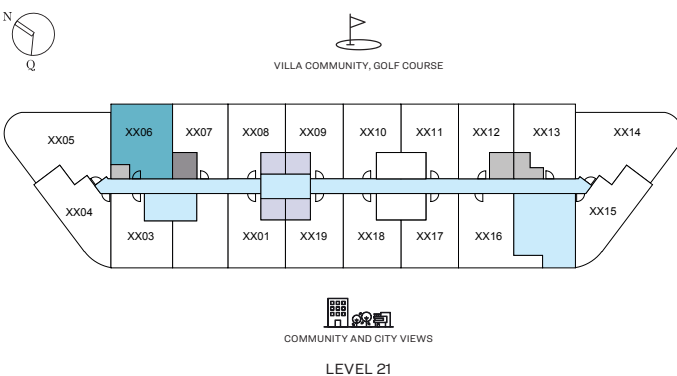 N
Q
VILLA COMMUNITY, GOLF COURSE
XX05
XX06
XX07
XX08
XX09
XX10
XX11
XX12
XX13
XX14
XX04
XX03
XX01
XX19
XX18
XX17
XX16
XX15
COMMUNITY AND CITY VIEWS
LEVEL 21